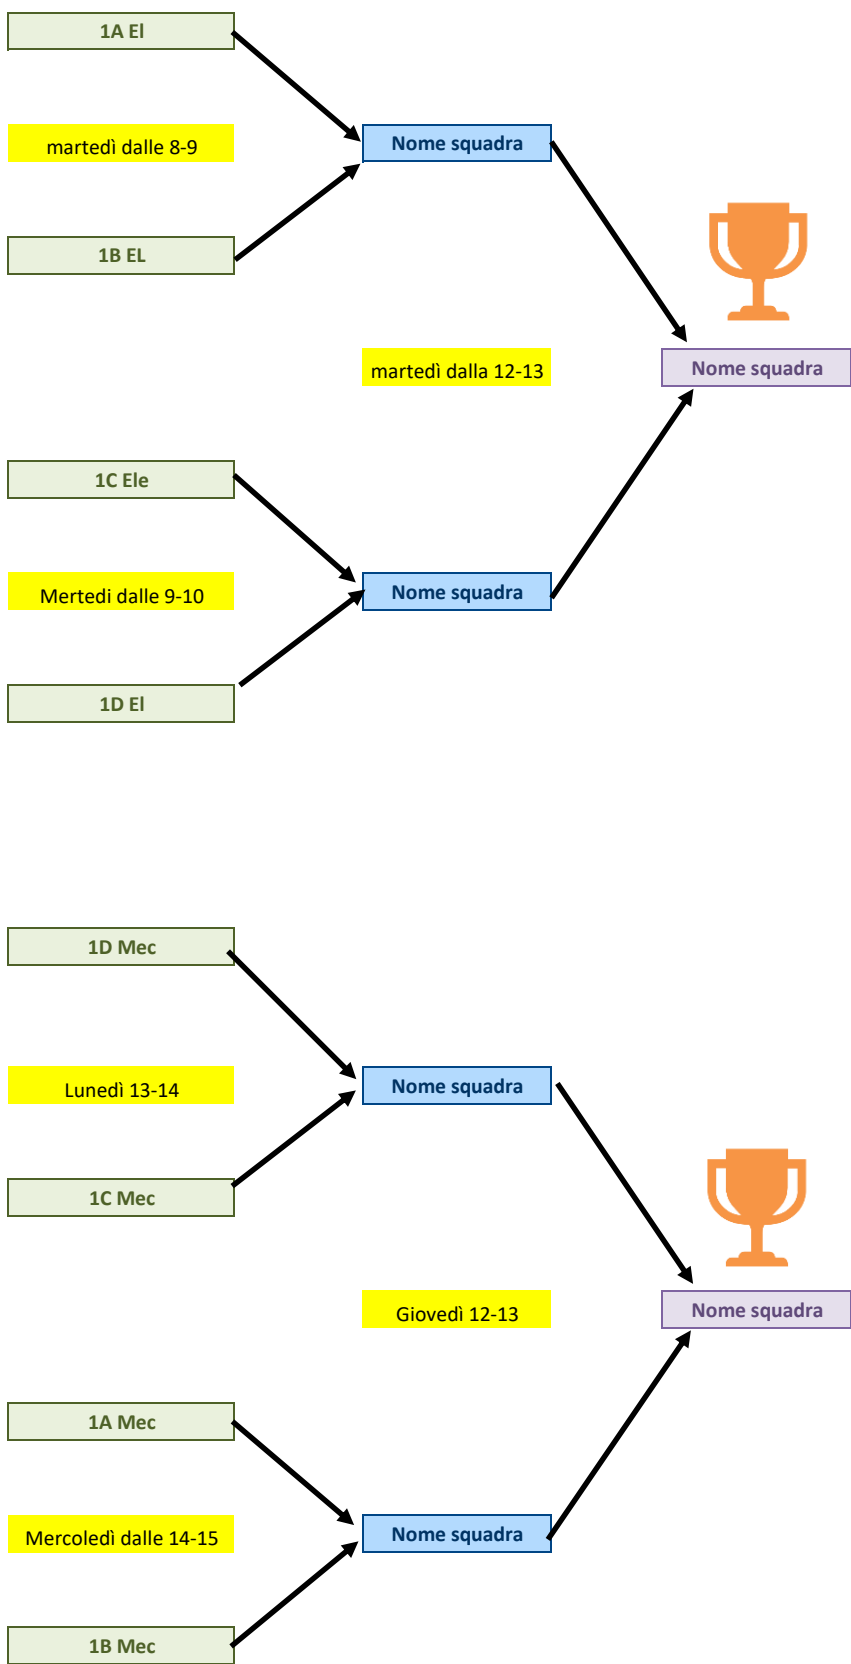 1A El
martedì dalle 8-9
Nome squadra
1B EL
martedì dalla 12-13
Nome squadra
1C Ele
Mertedi dalle 9-10
Nome squadra
1D El
1D Mec
Lunedì 13-14
Nome squadra
1C Mec
Giovedì 12-13
Nome squadra
1A Mec
Mercoledì dalle 14-15
Nome squadra
1B Mec